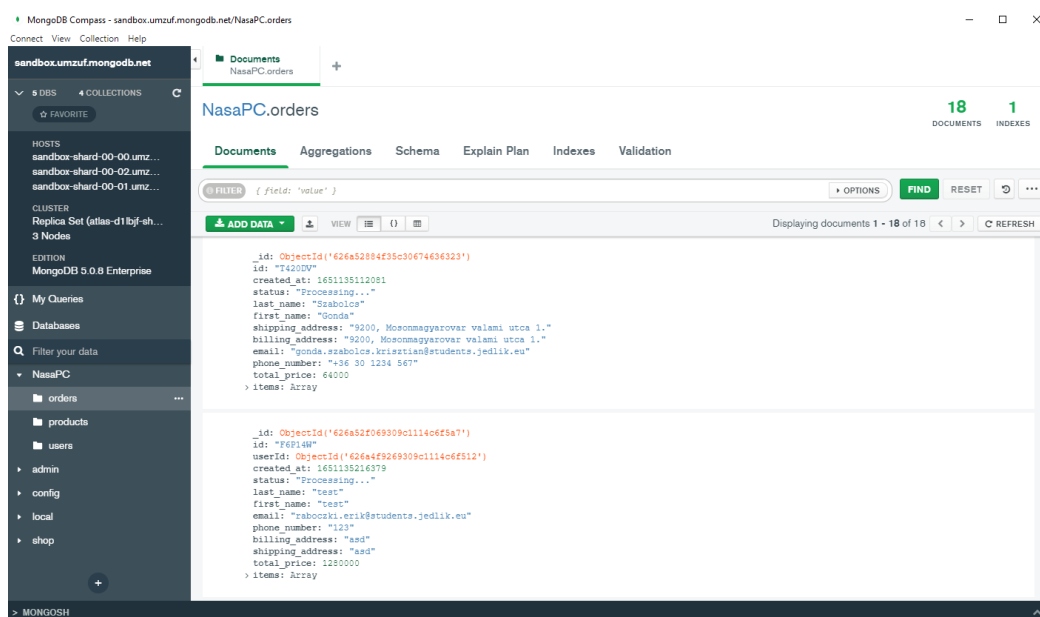 MongoDB Compass - sandbox.umzuf.mongodb.net/NasaPC.orders
Connect View Collection Help
sandbox.umzuf.mongodb.net
5 DBS 4 COLLECTIONS
FAVORITE
HOSTS
sandbox-shard-00-00.umz...
sandbox-shard-00-02.umz...
sandbox-shard-00-01.umz...
CLUSTER
Replica Set (atlas-d1lbjf-sh...
3 Nodes
EDITION
MongoDB 5.0.8 Enterprise
{} My Queries
Databases
Filter your data
NasaPC
orders
products
users
admin
config
local
shop
+
Documents
NasaPC.orders
+
NasaPC.orders
18 DOCUMENTS
1 INDEXES
Documents Aggregations Schema Explain Plan Indexes Validation
FILTER { field: 'value' } OPTIONS FIND RESET ...
ADD DATA VIEW {} Displaying documents 1 - 18 of 18 < > REFRESH
_id: ObjectId('626a52884f35c30674636323')
id: "T420DV"
created_at: 1651135112081
status: "Processing..."
last_name: "Szabolcs"
first_name: "Gonda"
shipping_address: "9200, Mosonmagyarovar valami utca 1."
billing_address: "9200, Mosonmagyarovar valami utca 1."
email: "gonda.szabolcs.krisztian@students.jedlik.eu"
phone_number: "+36 30 1234 567"
total_price: 64000
> items: Array
_id: ObjectId('626a52f069309c1114c6f5a7')
id: "F6P14W"
userId: ObjectId('626a4f9269309c1114c6f512')
created_at: 1651135216379
status: "Processing..."
last_name: "test"
first_name: "test"
email: "raboczki.erik@students.jedlik.eu"
phone_number: "123"
billing_address: "asd"
shipping_address: "asd"
total_price: 1280000
> items: Array
> MONGOSH